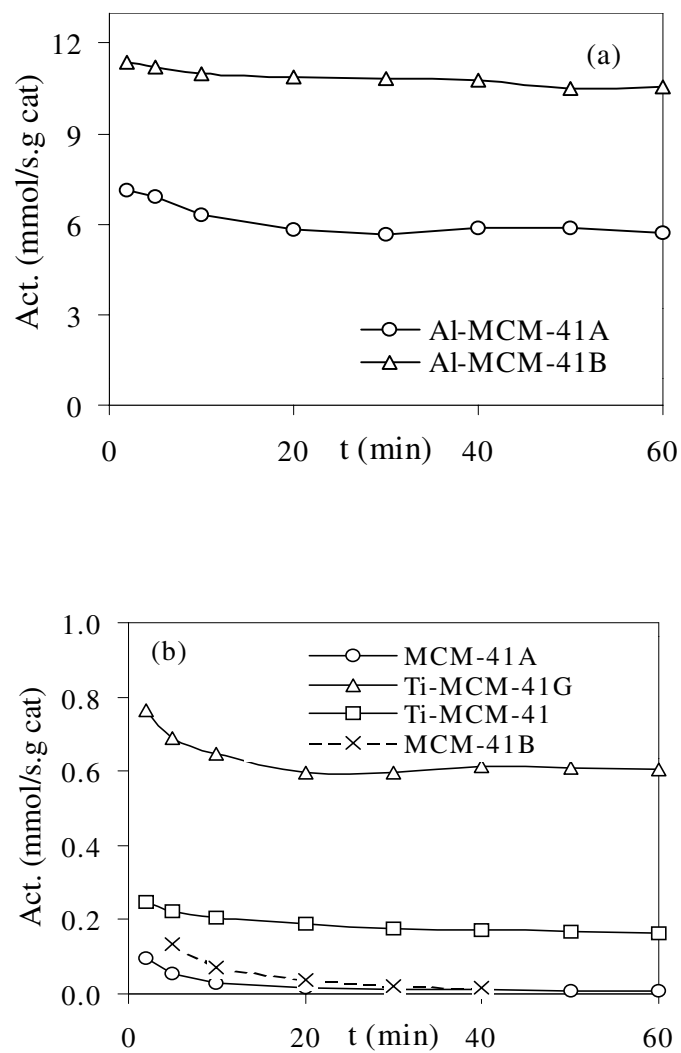 12
(a)
9
6
3
0
Act. (mmol/s.g cat)
Al-MCM-41A
Al-MCM-41B
0 20 t (min) 40 60
1.0
(b)
MCM-41A
Ti-MCM-41G
Ti-MCM-41
MCM-41B
0.8
0.6
0.4
0.2
0.0
Act. (mmol/s.g cat)
0 20 t (min) 40 60